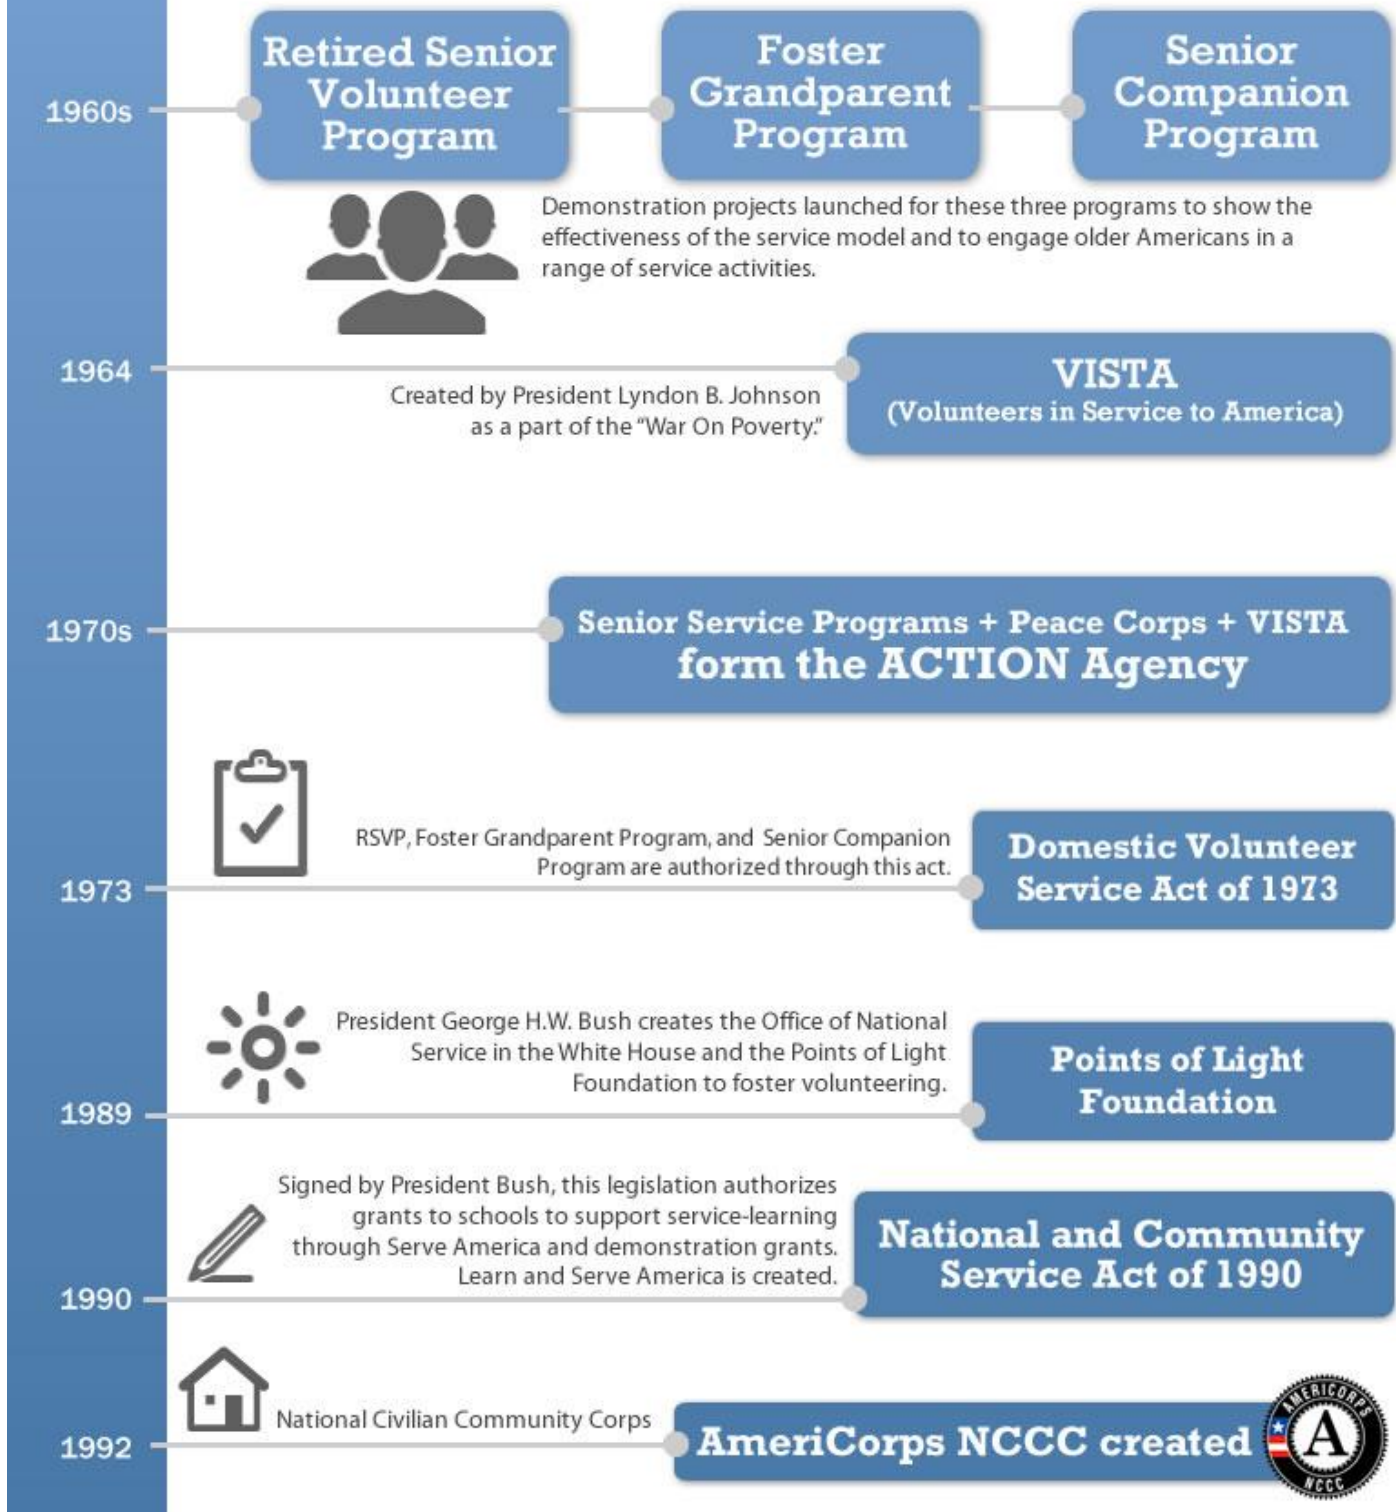 1960s
Retired Senior
Volunteer
Program
Foster
Grandparent
Program
Senior
Companion
Program
Demonstration projects launched for these three programs to show the
effectiveness of the service model and to engage older Americans in a
range of service activities.
1964
Created by President Lyndon B. Johnson
as a part of the “War On Poverty.”
VISTA
(Volunteers in Service to America)
1970s
Senior Service Programs + Peace Corps + VISTA
form the ACTION Agency
1973
RSVP, Foster Grandparent Program, and Senior Companion
Program are authorized through this act.
Domestic Volunteer
Service Act of 1973
1989
President George H.W. Bush creates the Office of National
Service in the White House and the Points of Light
Foundation to foster volunteering.
Points of Light
Foundation
1990
Signed by President Bush, this legislation authorizes
grants to schools to support service-learning
through Serve America and demonstration grants.
Learn and Serve America is created.
National and Community
Service Act of 1990
1992
National Civilian Community Corps
AmeriCorps NCCC created
AMERICORPS
A
NCCC